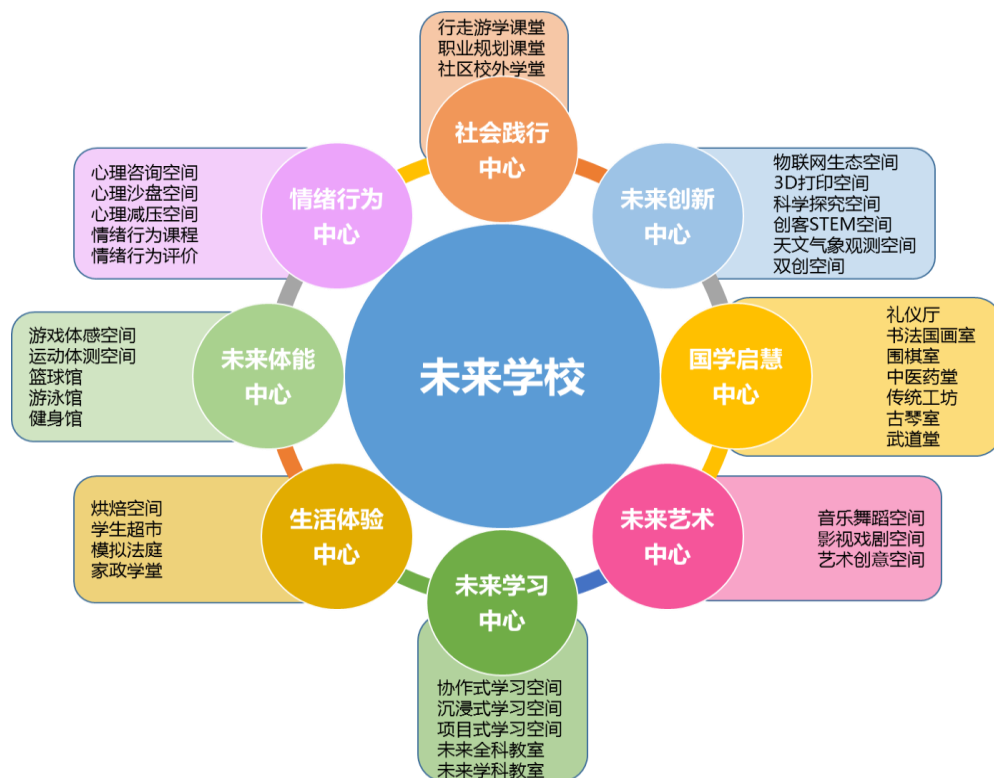 行走游学课堂
职业规划课堂
社区校外学堂
社会践行
中心
物联网生态空间
3D打印空间
科学探究空间
创客STEM空间
天文气象观测空间
双创空间
未来创新
中心
礼仪厅
书法国画室
围棋室
中医药堂
传统工坊
古琴室
武道堂
国学启慧
中心
音乐舞蹈空间
影视戏剧空间
艺术创意空间
未来艺术
中心
未来学习
中心
协作式学习空间
沉浸式学习空间
项目式学习空间
未来全科教室
未来学科教室
烘焙空间
学生超市
模拟法庭
家政学堂
生活体验
中心
游戏体感空间
运动体测空间
篮球馆
游泳馆
健身馆
未来体能
中心
心理咨询空间
心理沙盘空间
心理减压空间
情绪行为课程
情绪行为评价
情绪行为
中心
未来学校